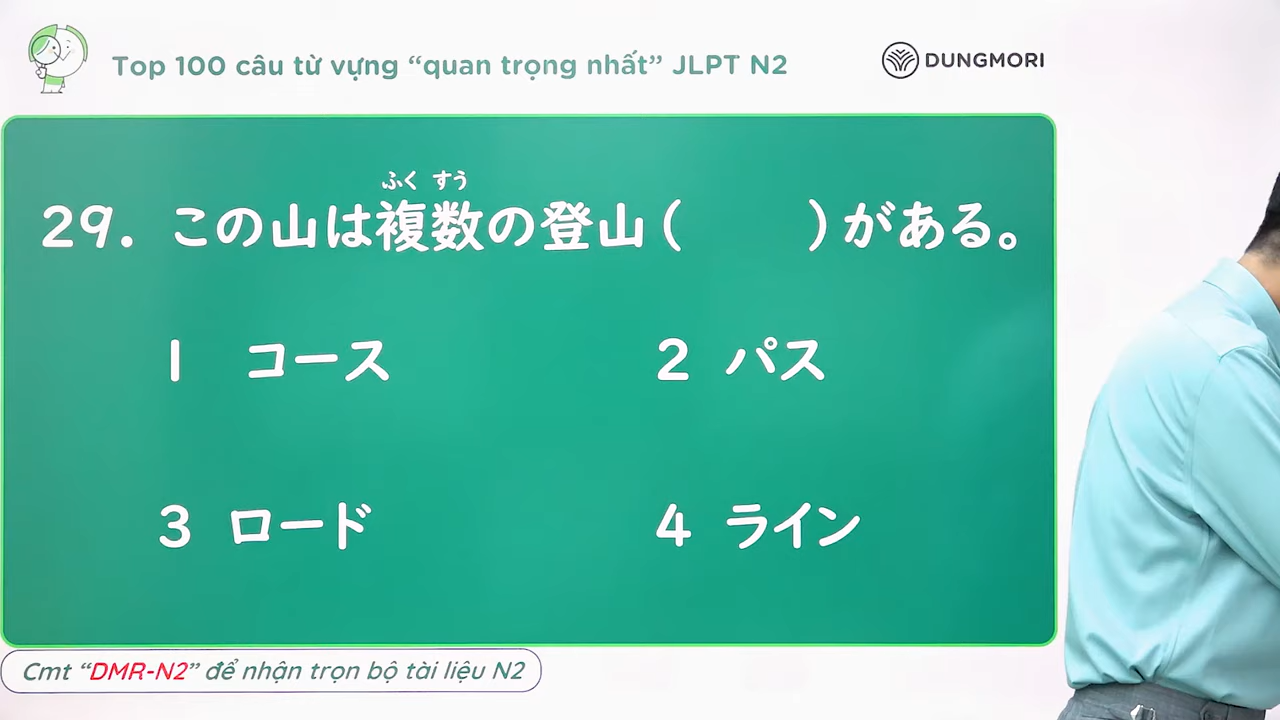 Top 100 câu từ vựng “quan trọng nhất” JLPT N2
DUNGMORI
ふくすう
29. この山は複数の登山(　　)がある。
1 コース
2 パス
3 ロード
4 ライン
Cmt “DMR-N2” để nhận trọn bộ tài liệu N2